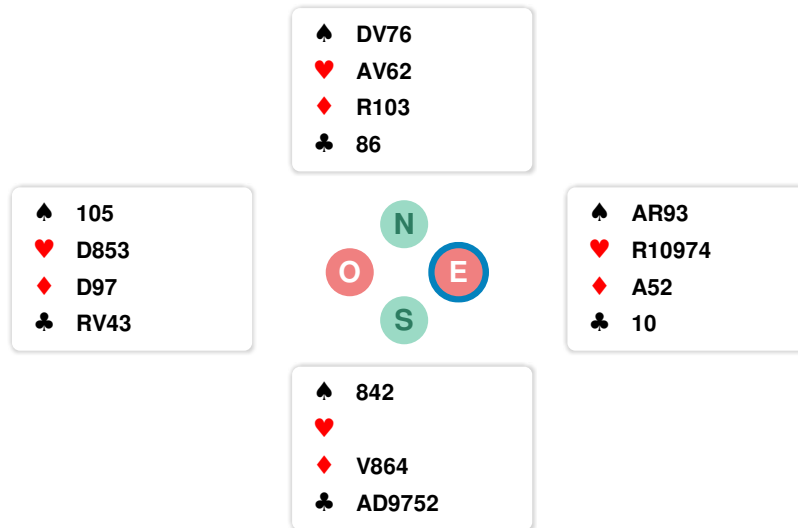 ♠ DV76
♥ AV62
♦ R103
♣ 86
♠ 105
♥ D853
♦ D97
♣ RV43
N
O
E
S
♠ AR93
♥ R10974
♦ A52
♣ 10
♠ 842
♥
♦ V864
♣ AD9752